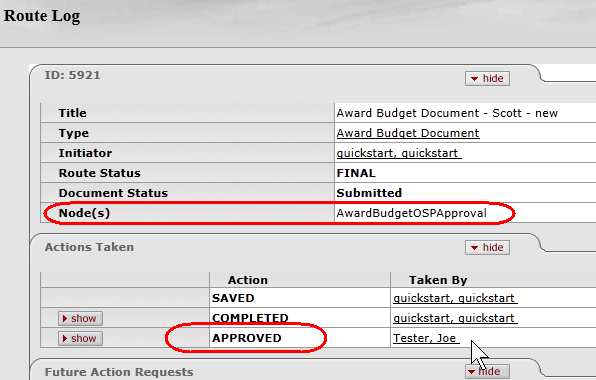 Route Log
ID: 5921
hide
Title Award Budget Document - Scott - new
Type Award Budget Document
Initiator quickstart, quickstart
Route Status FINAL
Document Status Submitted
Node(s) AwardBudgetOSPApproval
Actions Taken
hide
Action Taken By
SAVED quickstart, quickstart
show COMPLETED quickstart, quickstart
show APPROVED Tester, Joe
Future Action Requests
hide